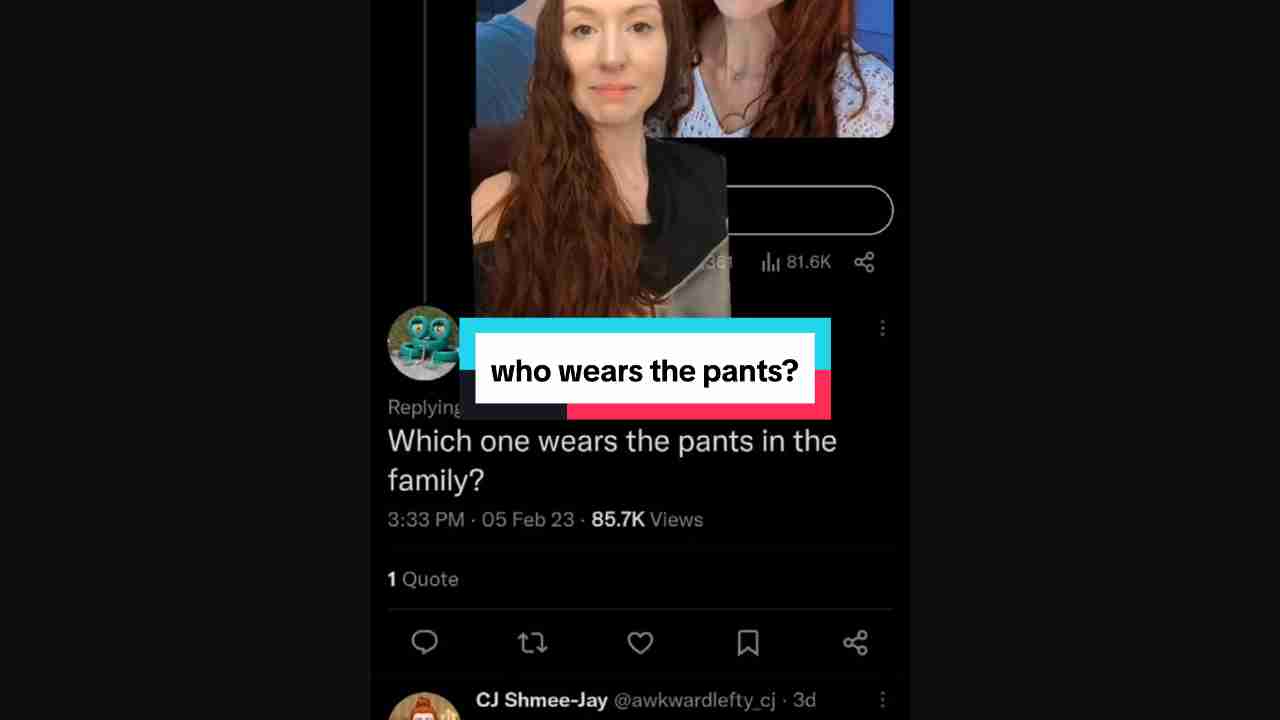 361
81.6K
who wears the pants?
Replying
Which one wears the pants in the
family?
3:33 PM · 05 Feb 23 · 85.7K Views
1 Quote
CJ Shmee-Jay @awkwardlefty_cj · 3d